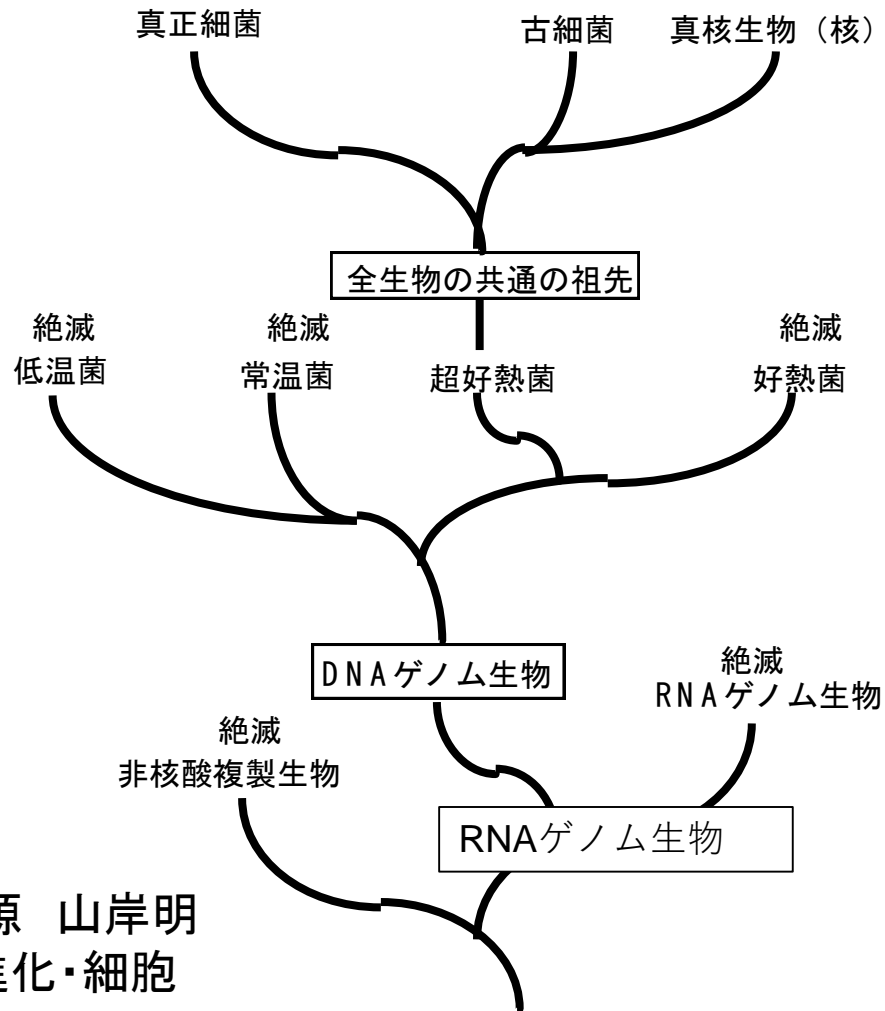 真正細菌
古細菌
真核生物（核）
全生物の共通の祖先
絶滅
低温菌
絶滅
常温菌
超好熱菌
絶滅
好熱菌
DNAゲノム生物
絶滅
RNAゲノム生物
絶滅
非核酸複製生物
RNAゲノム生物
源　山岸明
進化・細胞